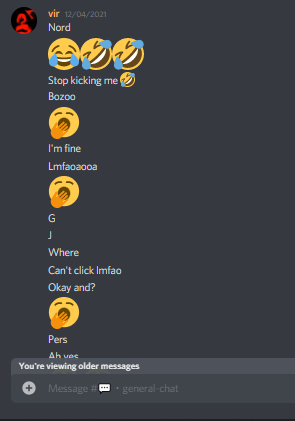 vir 12/04/2021
Nord
😂🤣🤣
Stop kicking me 🤣
Bozoo
🥱
I'm fine
Lmfaoaooa
🥱
G
J
Where
Can't click lmfao
Okay and?
🥱
Pers
Ah yes
You're viewing older messages
Message #💬 • general-chat